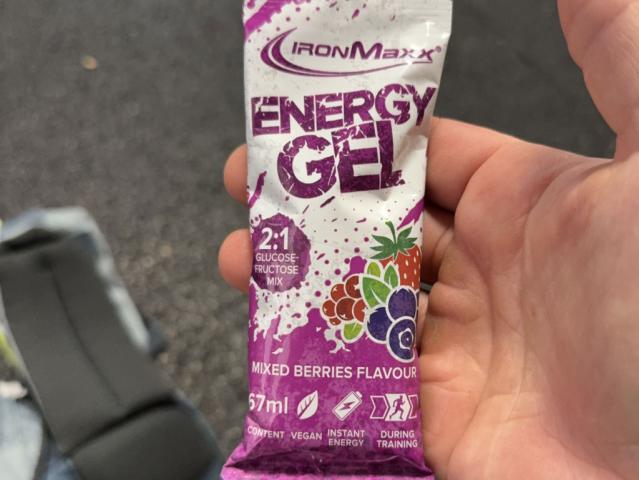 IRONMAXX®
ENERGY
GEL
2:1
GLUCOSE-
FRUCTOSE
MIX
MIXED BERRIES FLAVOUR
67ml
CONTENT
VEGAN
INSTANT
ENERGY
DURING
TRAINING